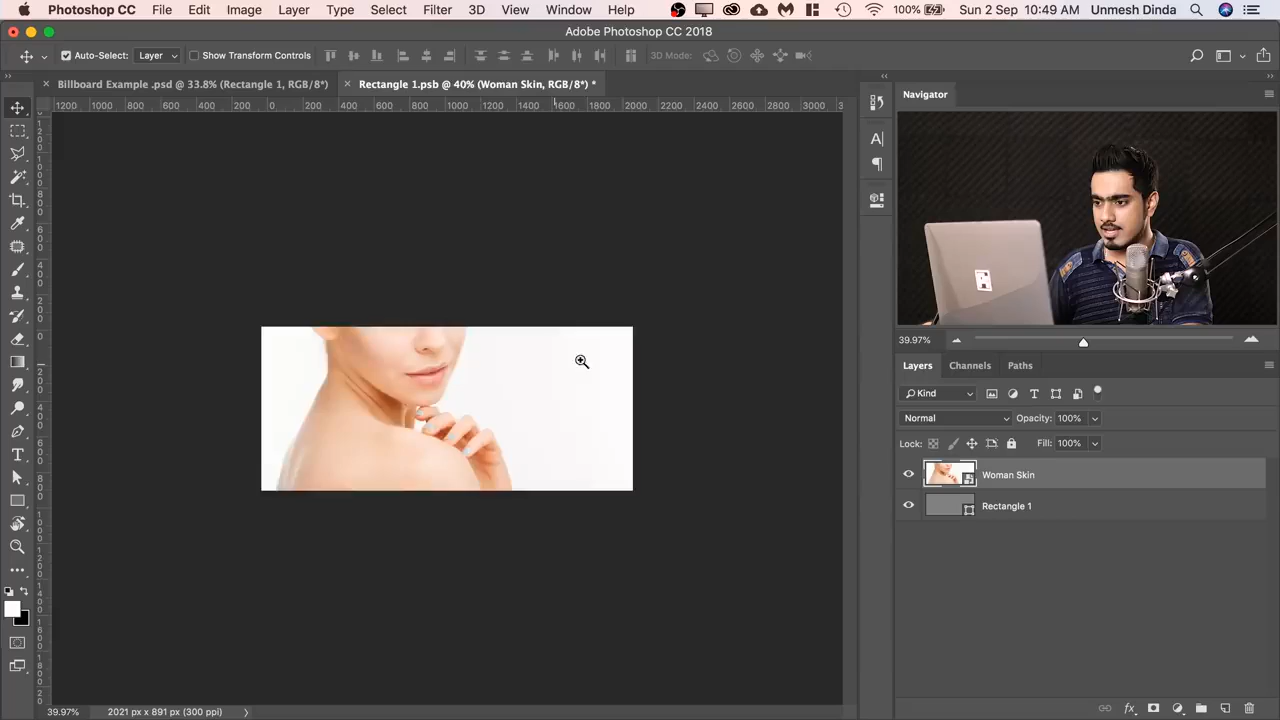 Photoshop CC File Edit Image Layer Type Select Filter 3D View Window Help 100% Sun 2 Sep 10:49 AM Unmesh Dinda
Adobe Photoshop CC 2018
Auto-Select: Layer Show Transform Controls 3D Mode:
Billboard Example .psd @ 33.8% (Rectangle 1, RGB/8*) Rectangle 1.psb @ 40% (Woman Skin, RGB/8*) *
Navigator
1200 1000 800 600 400 200 0 200 400 600 800 1000 1200 1400 1600 1800 2000 2200 2400 2600 2800 3000
39.97%
Layers Channels Paths
Kind
Normal Opacity: 100%
Lock: Fill: 100%
Woman Skin
Rectangle 1
39.97% 2021 px x 891 px (300 ppi)